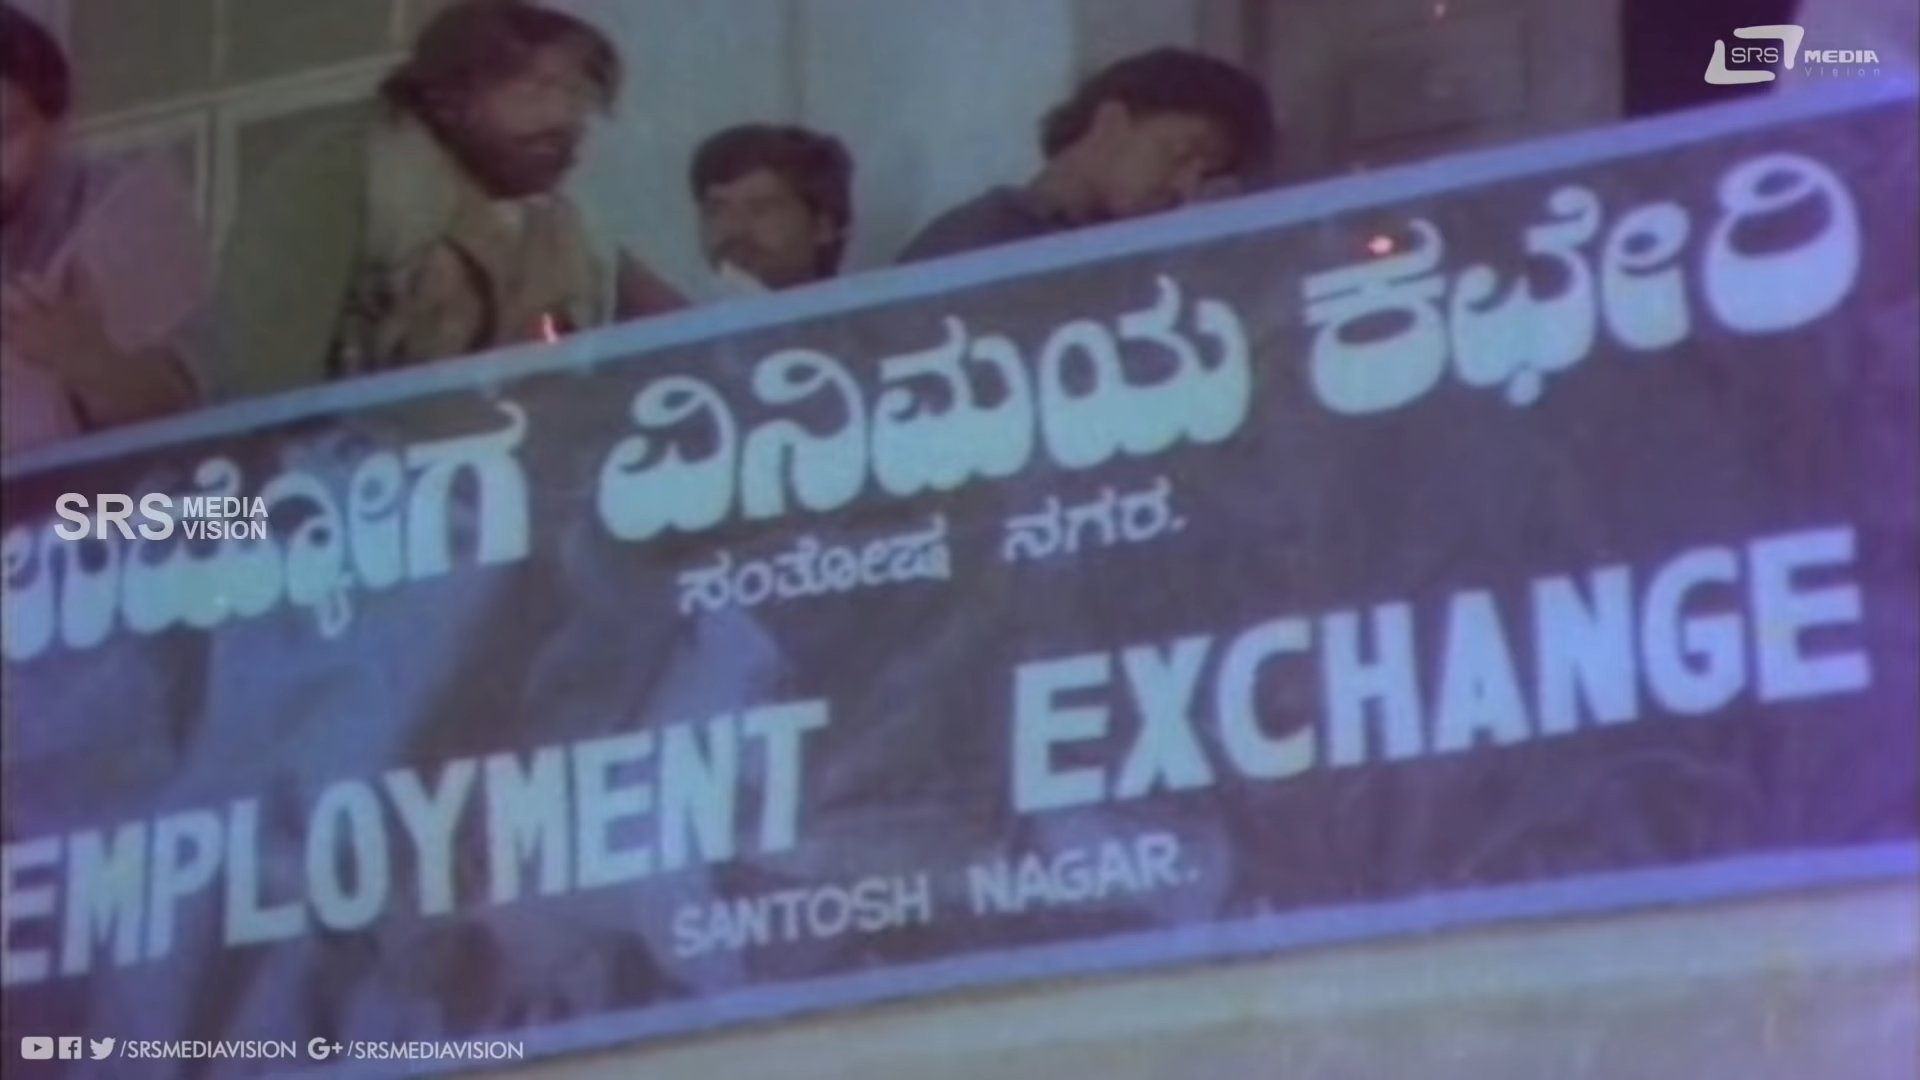 SRS MEDIA
Vision
ಉದ್ಯೋಗ ವಿನಿಮಯ ಕಛೇರಿ
ಸಂತೋಷ ನಗರ.
SRS MEDIA VISION
EMPLOYMENT EXCHANGE
SANTOSH NAGAR.
/SRSMEDIAVISION G+ /SRSMEDIAVISION